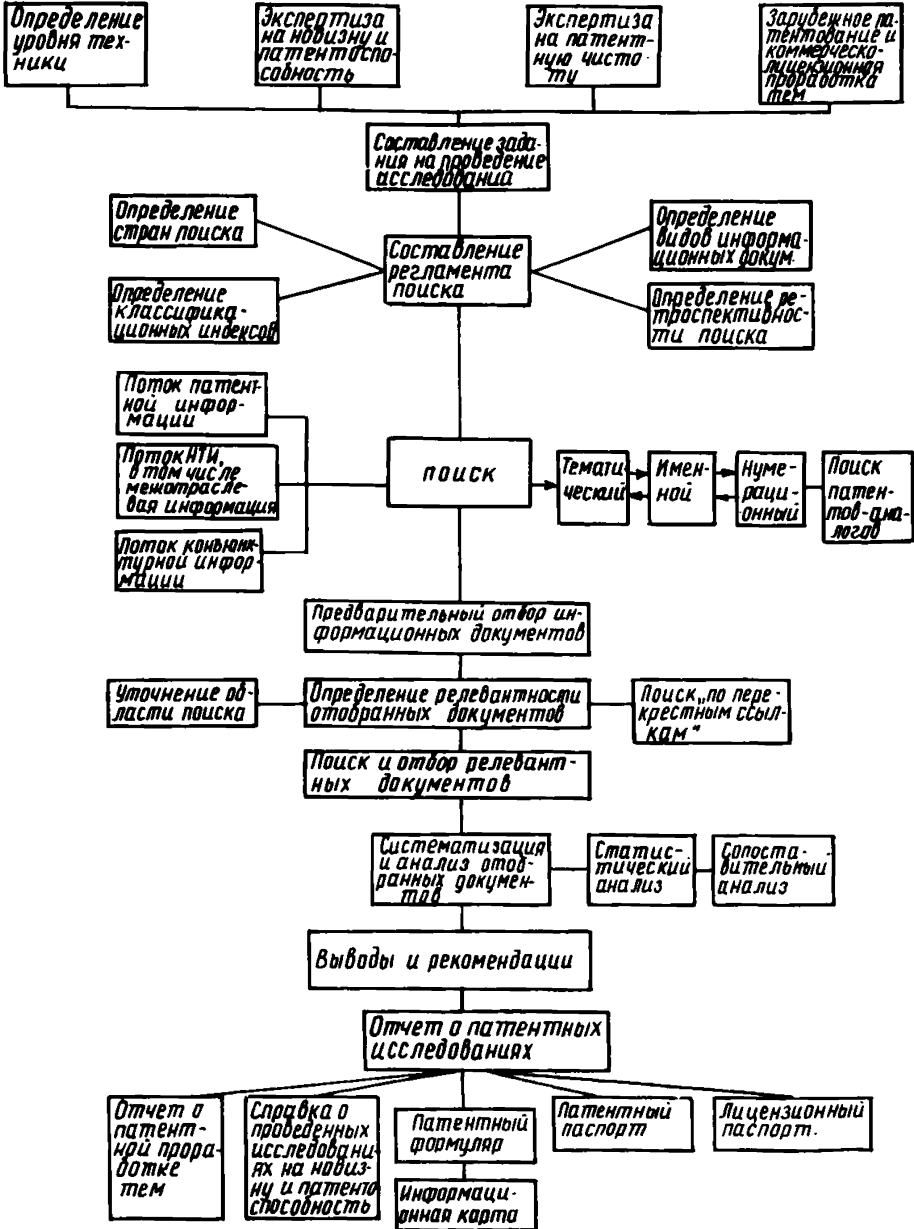 Определение
уровня тех-
ники
Экспертиза
на новизну и
патентоспо-
собность
Экспертиза
на патент-
ную чисто-
ту
Зарубежное па-
тентование и
коммерческо-
лицензионная
проработка
тем
Составление зада-
ния на проведение
исследований
Определение
стран поиска
Составление
регламента
поиска
Определение
видов информа-
ционных докум.
Определение
классифика-
ционных индексов
Определение ре-
троспективнос-
ти поиска
Поток патент-
ной инфор-
мации
Поток НТИ,
в том числе
межотрасле-
вая информация
Поток конъюнк-
турной инфор-
мации
поиск
Темати-
ческий
Имен-
ной
Нуме-
рацио-
нный
Поиск
патен-
тов-ана-
логов
Предварительный отбор ин-
формационных документов
Уточнение об-
ласти поиска
Определение релевантности
отобранных документов
Поиск „по пере-
крестным ссыл-
кам"
Поиск и отбор релевант-
ных документов
Систематизация
и анализ отоб-
ранных докумен-
тов
Статис-
тический
анализ
Сопоста-
вительный
анализ
Выводы и рекомендации
Отчет о патентных
исследованиях
Отчет о
патент-
ной прора-
ботке
тем
Справка о
проведенных
исследовани-
ях на новиз-
ну и патенто
способность
Патентный
формуляр
Информаци-
онная карта
Патентный
паспорт
Лицензионный
паспорт.